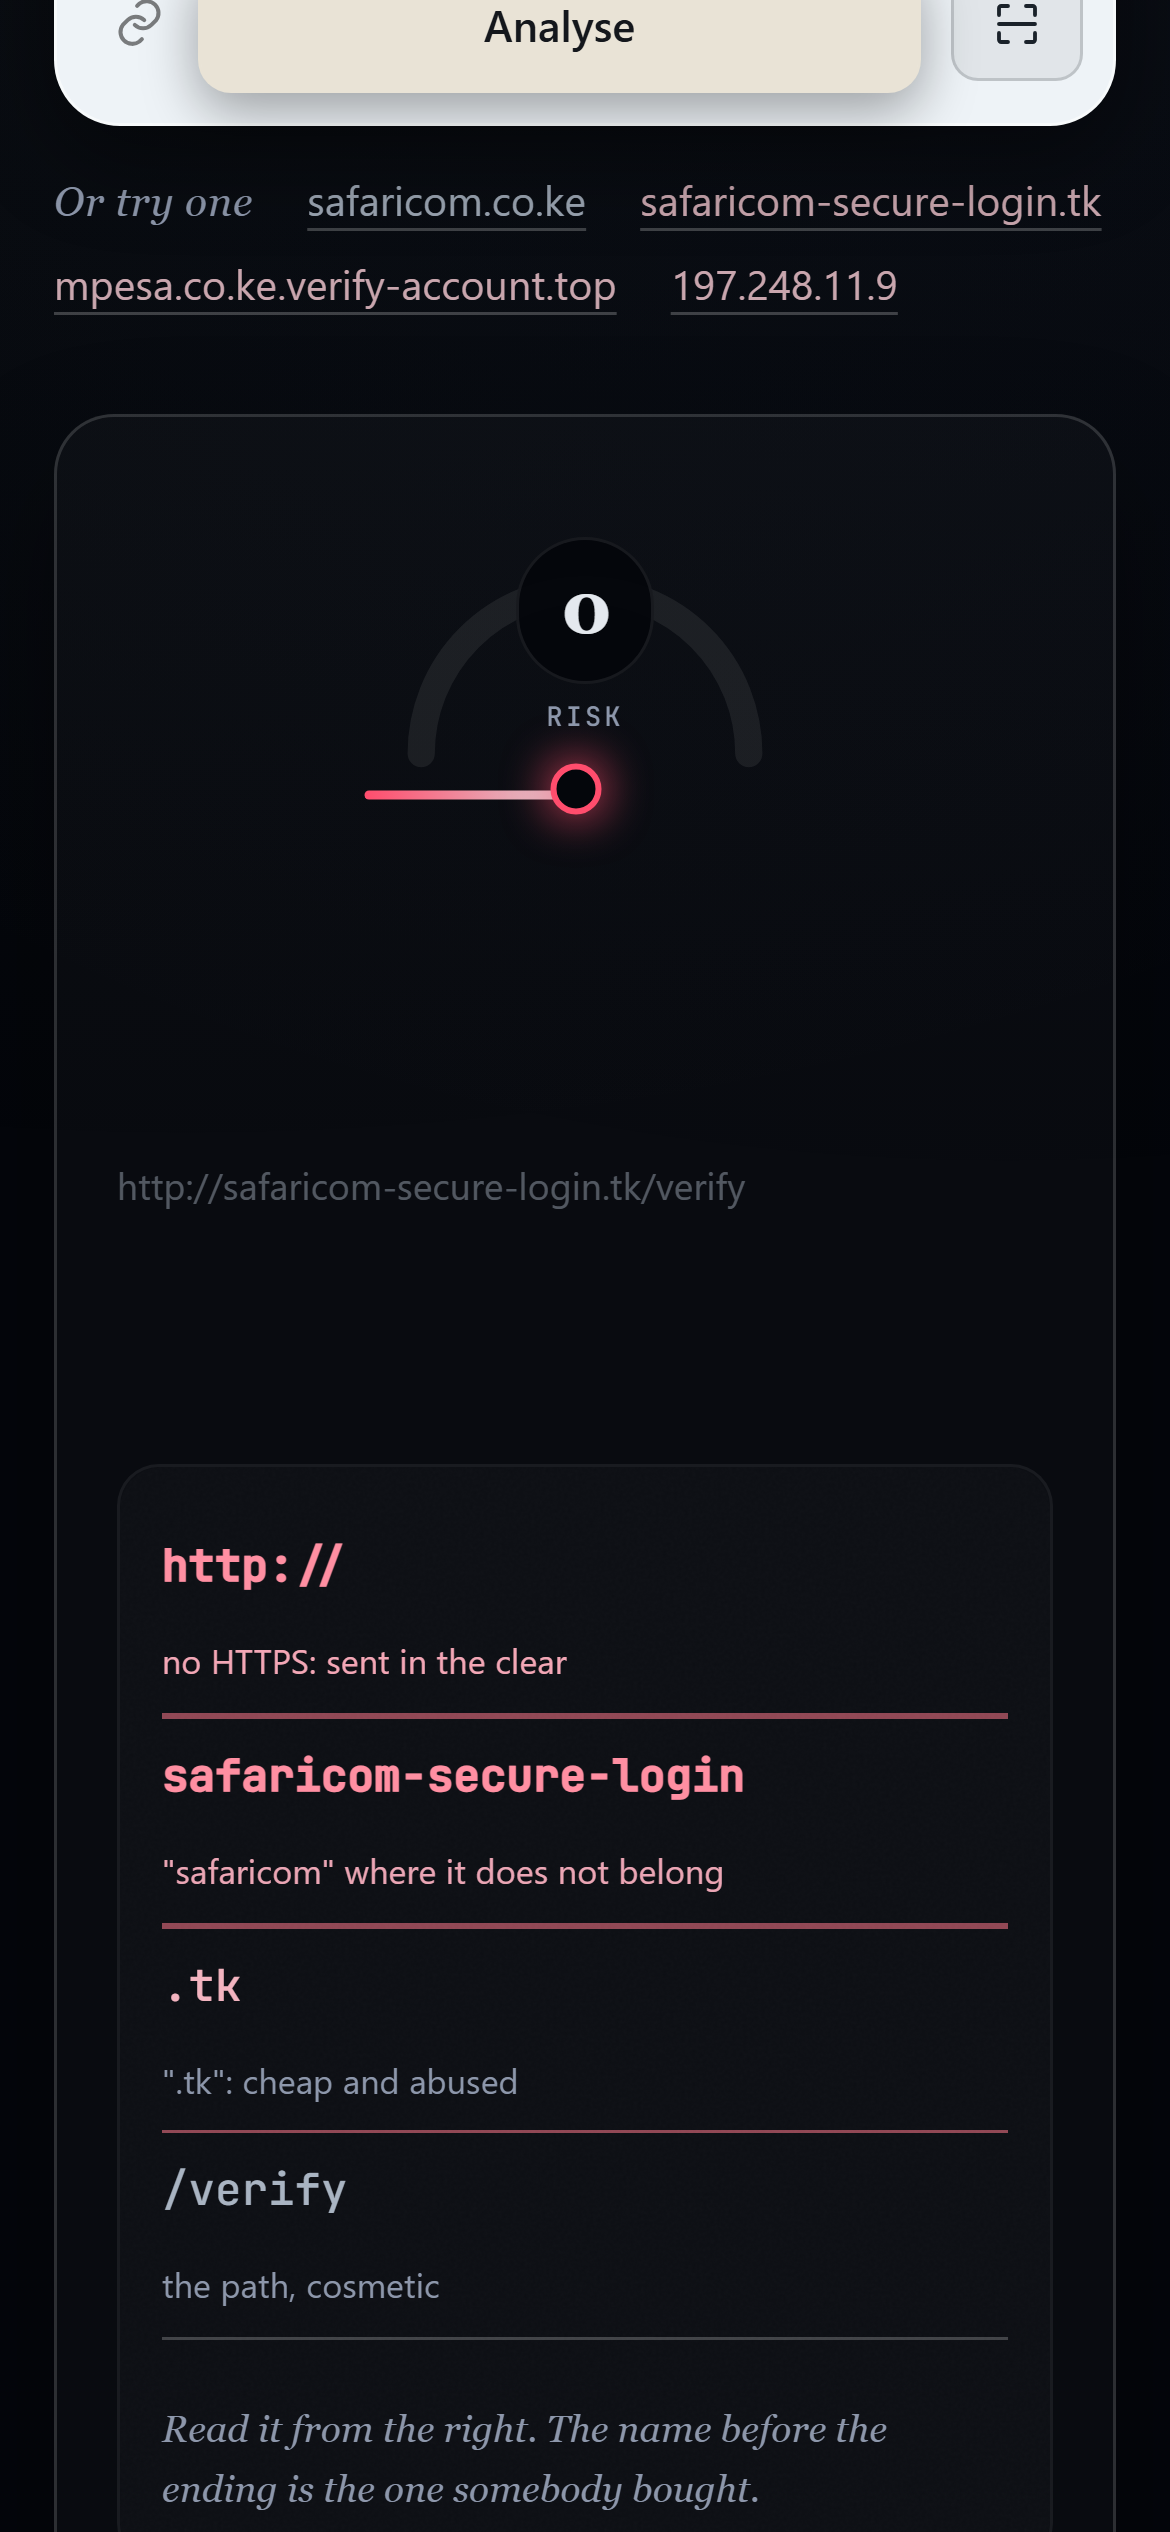 Analyse
Or try one safaricom.co.ke safaricom-secure-login.tk
mpesa.co.ke.verify-account.top 197.248.11.9
0
RISK
http://safaricom-secure-login.tk/verify
http://
no HTTPS: sent in the clear
safaricom-secure-login
"safaricom" where it does not belong
.tk
".tk": cheap and abused
/verify
the path, cosmetic
Read it from the right. The name before the
ending is the one somebody bought.